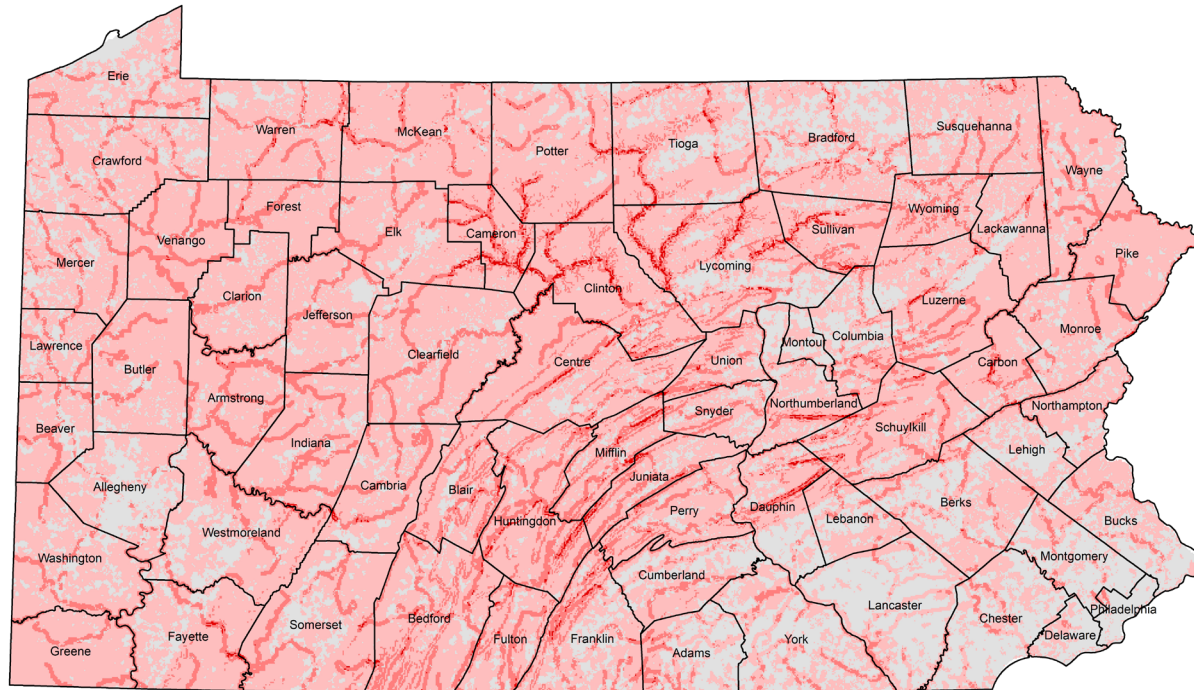 Erie
Warren
McKean
Potter
Tioga
Bradford
Susquehanna
Crawford
Wayne
Forest
Wyoming
Venango
Elk
Cameron
Sullivan
Lackawanna
Mercer
Lycoming
Pike
Clarion
Clinton
Luzerne
Jefferson
Monroe
Lawrence
Clearfield
Centre
Union
Montour
Columbia
Carbon
Butler
Armstrong
Snyder
Northumberland
Northampton
Beaver
Indiana
Mifflin
Schuylkill
Lehigh
Allegheny
Cambria
Blair
Juniata
Huntingdon
Perry
Dauphin
Lebanon
Berks
Bucks
Washington
Westmoreland
Cumberland
Montgomery
Greene
Fayette
Somerset
Bedford
Fulton
Franklin
Adams
York
Lancaster
Chester
Delaware
Philadelphia